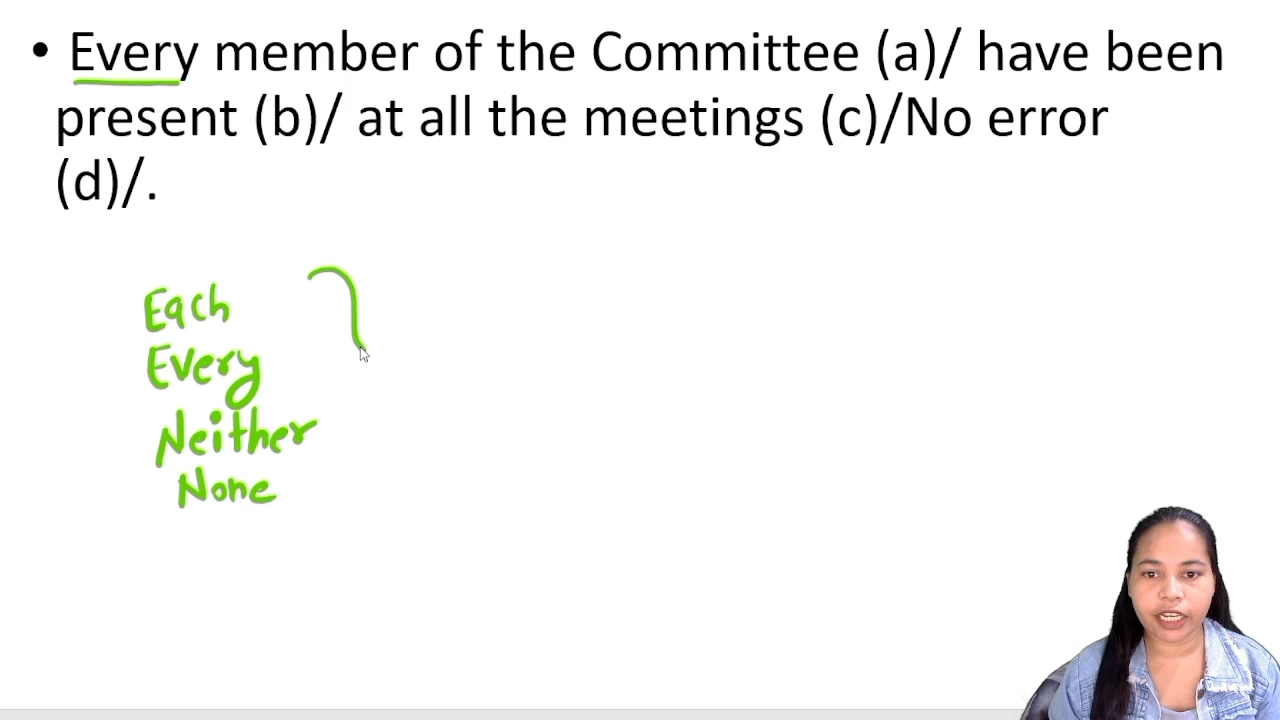 • Every member of the Committee (a)/ have been
present (b)/ at all the meetings (c)/No error
(d)/.
Each
Every
Neither
None